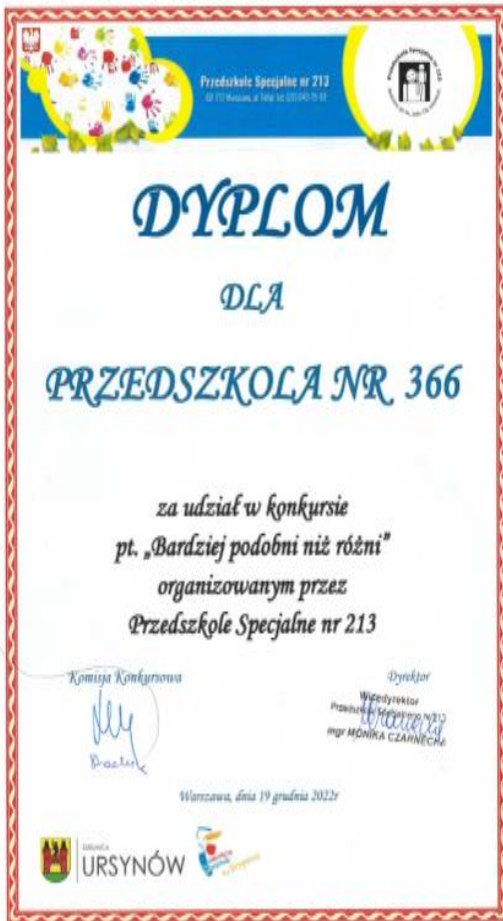 Przedszkole Specjalne nr 213
DYPLOM
DLA
PRZEDSZKOLA NR 366
za udział w konkursie
pt. „Bardziej podobni niż różni”
organizowanym przez
Przedszkole Specjalne nr 213
Komisja Konkursowa
Dyrektor
Wicedyrektor
mgr MONIKA CZARNECKA
Warszawa, dnia 19 grudnia 2022r
DZIELNICA
URSYNÓW